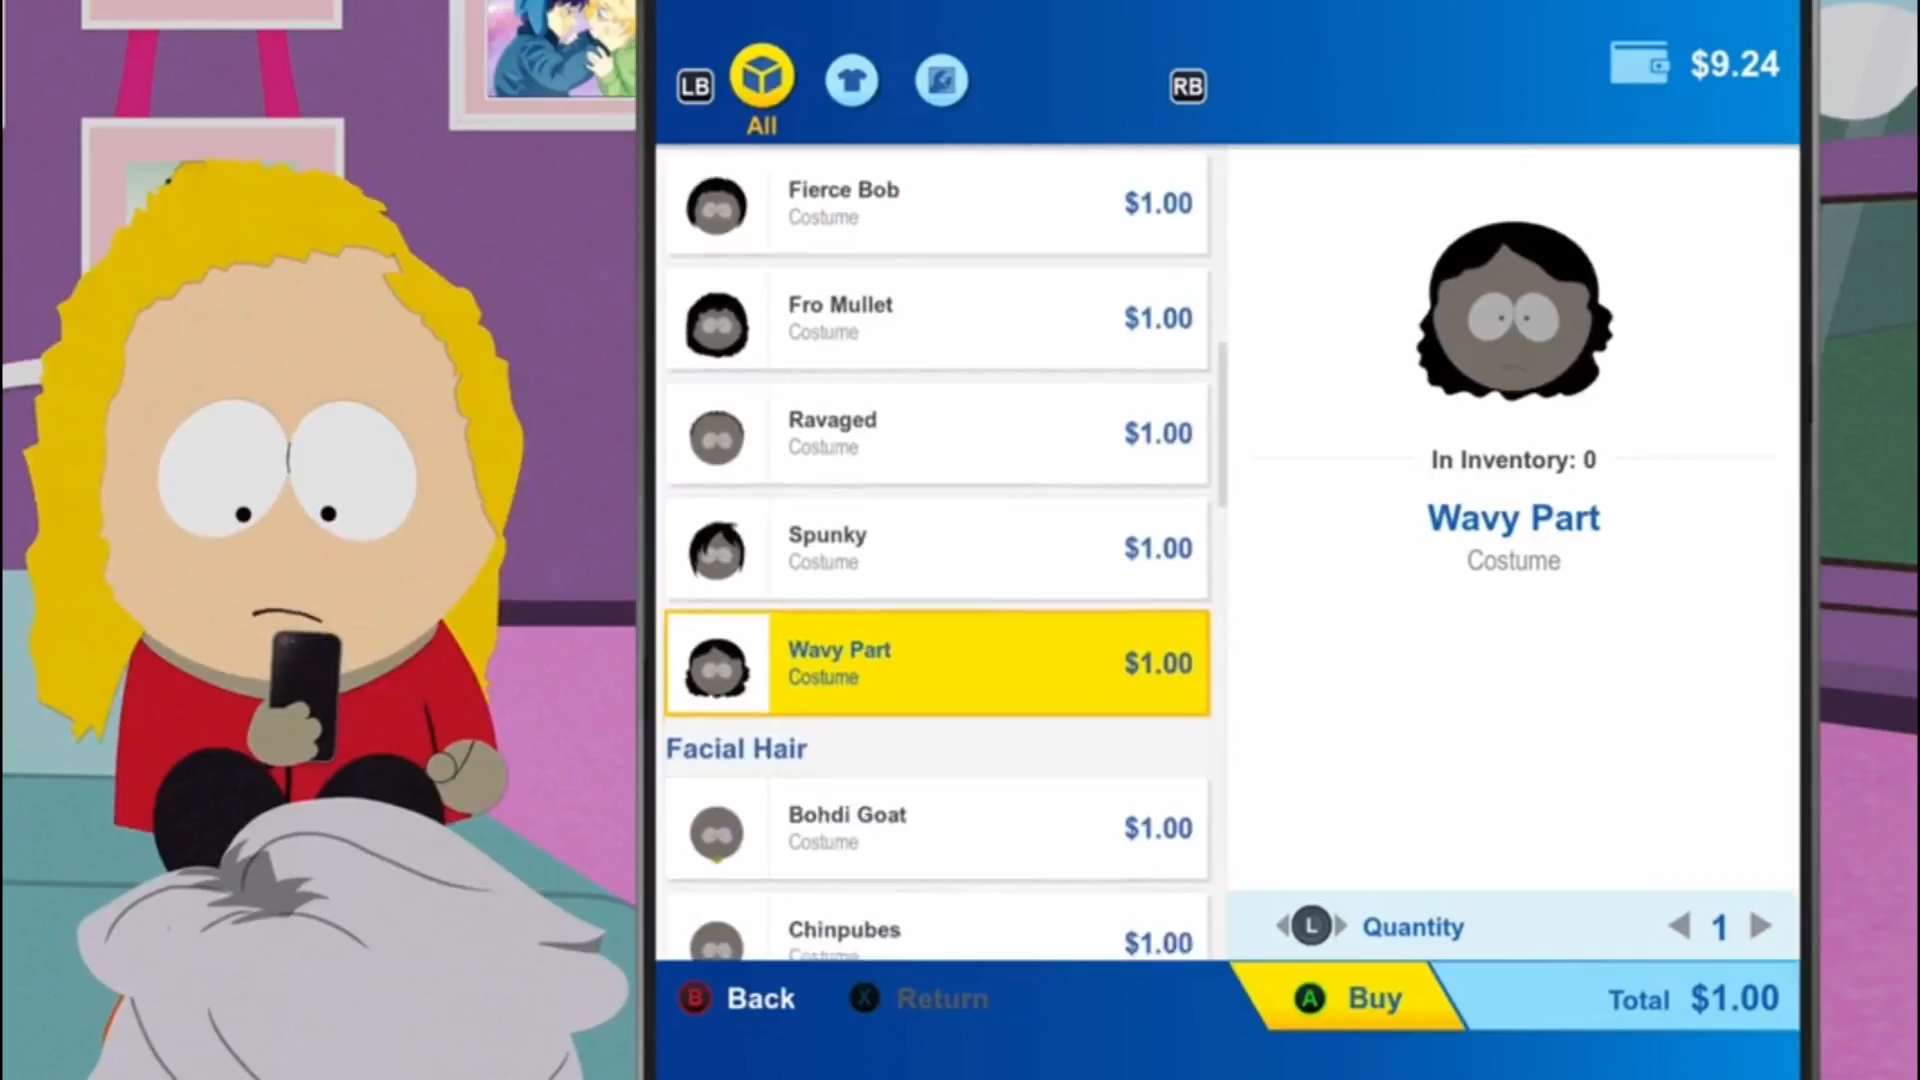 LB
All
RB
$9.24
Fierce Bob
Costume
$1.00
Fro Mullet
Costume
$1.00
Ravaged
Costume
$1.00
Spunky
Costume
$1.00
Wavy Part
Costume
$1.00
Facial Hair
Bohdi Goat
Costume
$1.00
Chinpubes
Costume
$1.00
In Inventory: 0
Wavy Part
Costume
L Quantity 1
B Back
X Return
A Buy
Total $1.00